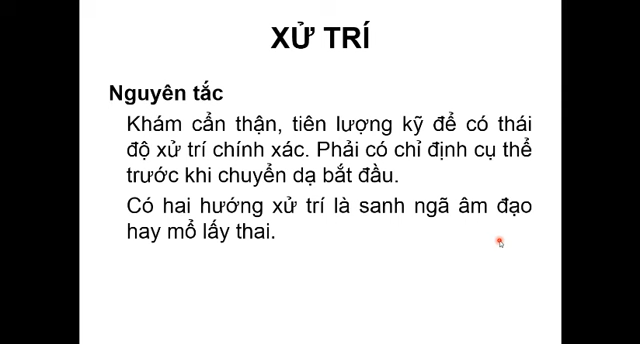 XỬ TRÍ
Nguyên tắc
Khám cẩn thận, tiên lượng kỹ để có thái
độ xử trí chính xác. Phải có chỉ định cụ thể
trước khi chuyển dạ bắt đầu.
Có hai hướng xử trí là sanh ngã âm đạo
hay mổ lấy thai.